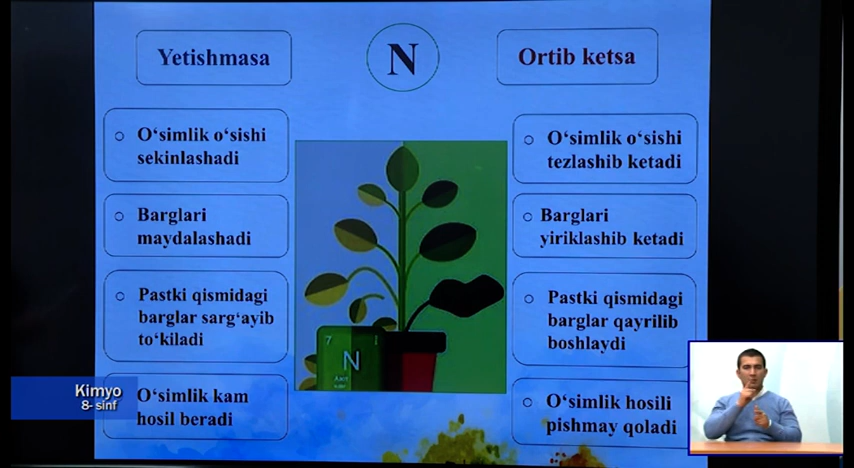 Yetishmasa
N
Ortib ketsa
O‘simlik o‘sishi
sekinlashadi
Barglari
maydalashadi
Pastki qismidagi
barglar sarg‘ayib
to‘kiladi
O‘simlik kam
hosil beradi
7
N
Азот
O‘simlik o‘sishi
tezlashib ketadi
Barglari
yiriklashib ketadi
Pastki qismidagi
barglar qayrilib
boshlaydi
O‘simlik hosili
pishmay qoladi
Kimyo
8- sinf